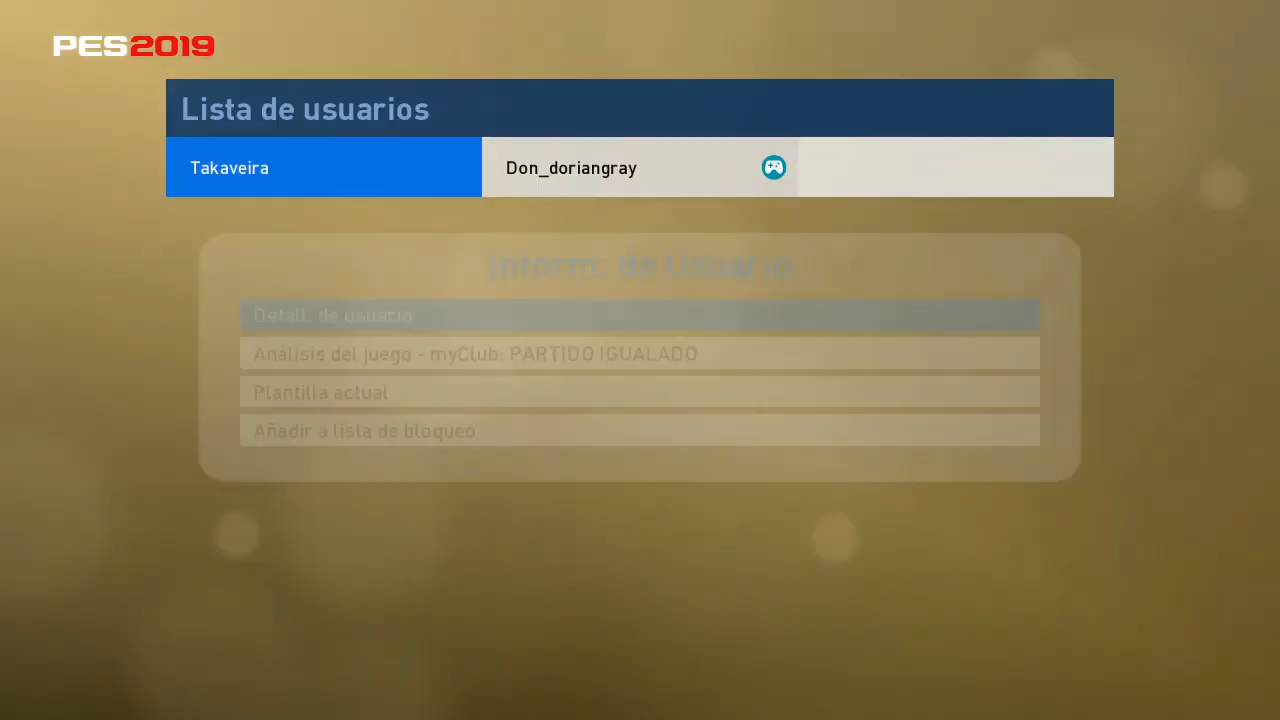 PES2019
Lista de usuarios
Takaveira
Don_doriangray
Inform. de Usuario
Detall. de usuario
Análisis del juego - myClub: PARTIDO IGUALADO
Plantilla actual
Añadir a lista de bloqueo